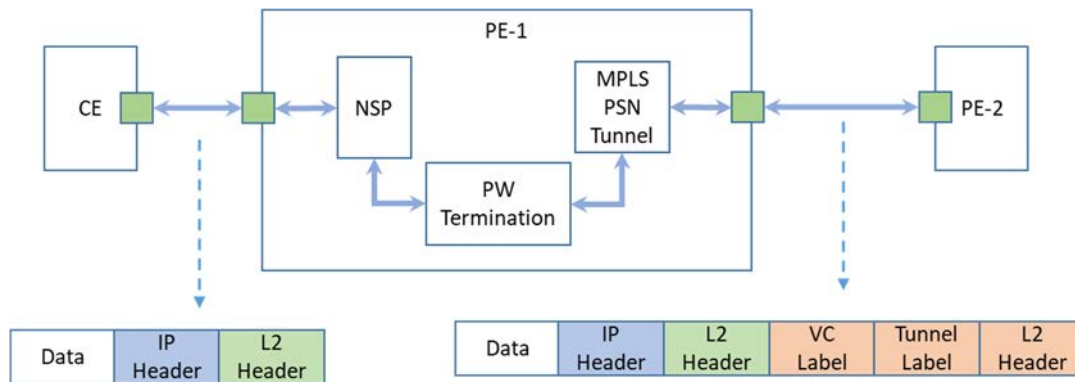 PE-1
CE
NSP
MPLS
PSN
Tunnel
PE-2
PW
Termination
Data
IP
Header
L2
Header
Data
IP
Header
L2
Header
VC
Label
Tunnel
Label
L2
Header